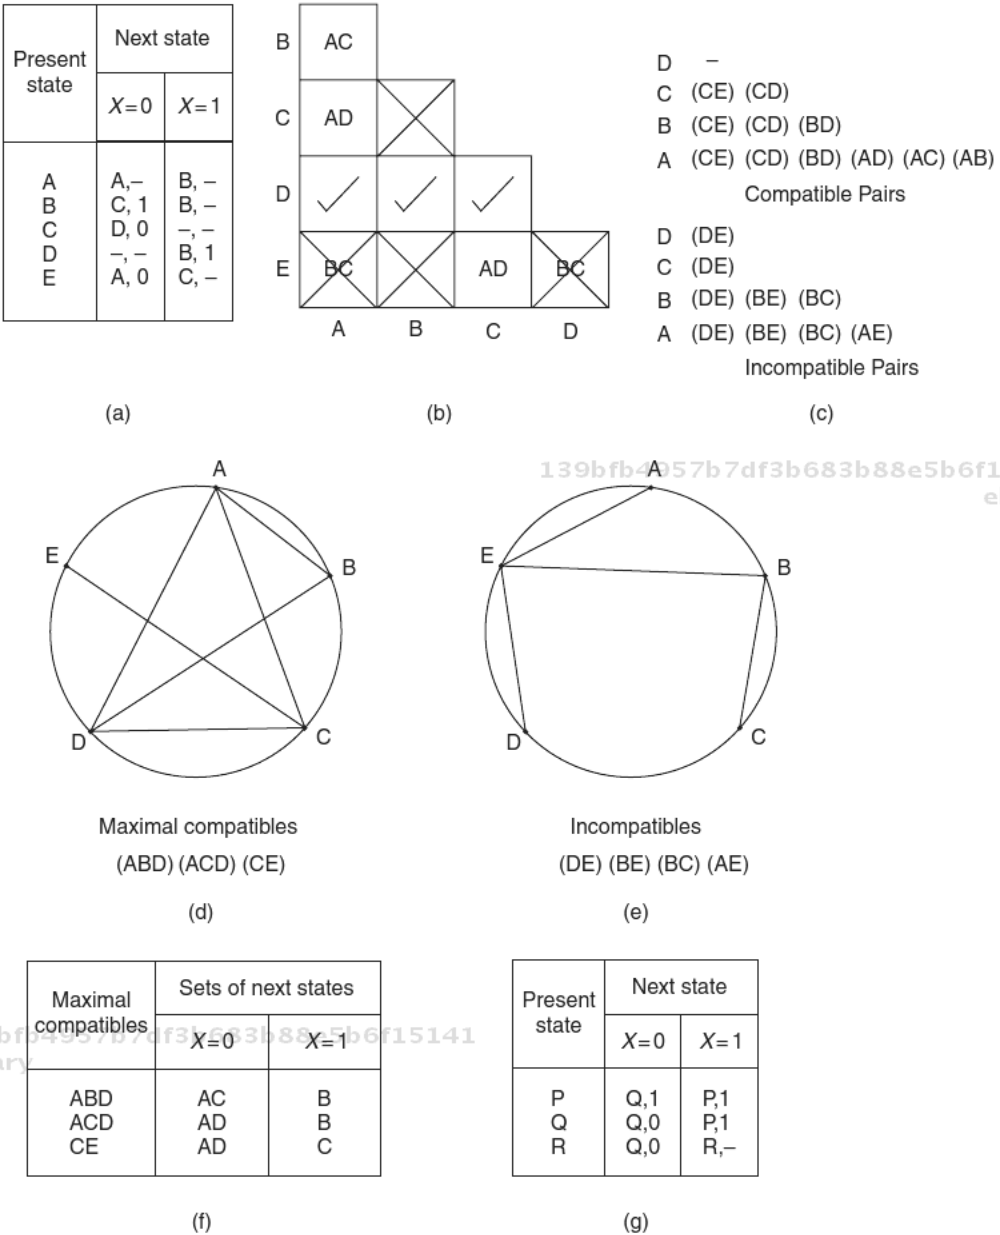 Present state
Next state
X=0 X=1
A A,– B, –
B C, 1 B, –
C D, 0 –, –
D –, – B, 1
E A, 0 C, –
(a)
B AC
C AD
D
E BC AD BC
A B C D
(b)
D –
C (CE) (CD)
B (CE) (CD) (BD)
A (CE) (CD) (BD) (AD) (AC) (AB)
Compatible Pairs
D (DE)
C (DE)
B (DE) (BE) (BC)
A (DE) (BE) (BC) (AE)
Incompatible Pairs
(c)
139bfb4957b7df3b683b88e5b6f1
e
A
E
B
D
C
Maximal compatibles
(ABD) (ACD) (CE)
(d)
A
E
B
D
C
Incompatibles
(DE) (BE) (BC) (AE)
(e)
Maximal
compatibles
Sets of next states
X=0 X=1
ABD AC B
ACD AD B
CE AD C
(f)
bfb4957b7df3b683b88e5b6f15141
ary
Present
state
Next state
X=0 X=1
P Q,1 P,1
Q Q,0 P,1
R Q,0 R,–
(g)